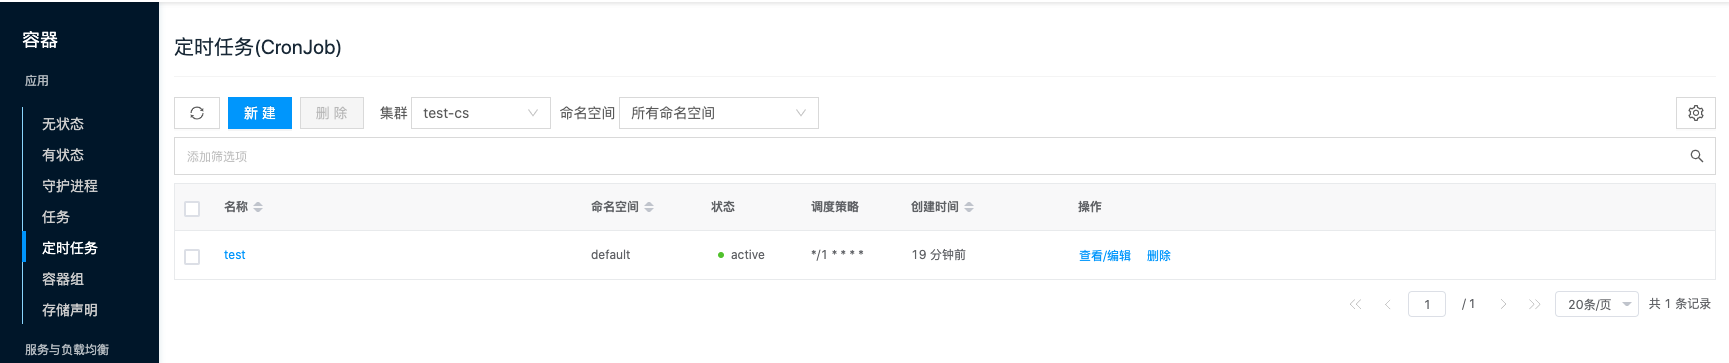 容器
应用
无状态
有状态
守护进程
任务
定时任务
容器组
存储声明
服务与负载均衡
定时任务(CronJob)
新 建 删 除 集群 test-cs 命名空间 所有命名空间
添加筛选项
名称 命名空间 状态 调度策略 创建时间 操作
test default active */1 * * * * 19 分钟前 查看/编辑 删除
1 / 1 20条/页 共 1 条记录